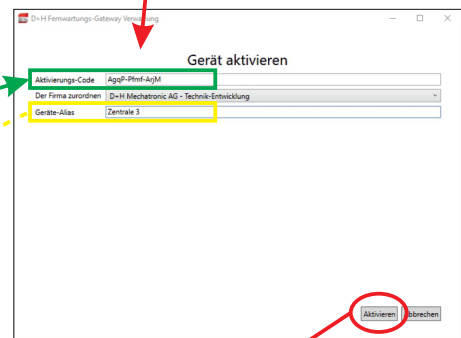 D+H Fernwartungs-Gateway Verwaltung
Gerät aktivieren
Aktivierungs-Code AgqP-Pfmf-ArjM
Der Firma zuordnen D+H Mechatronic AG - Technik-Entwicklung
Geräte-Alias Zentrale 3
Aktivieren Abbrechen